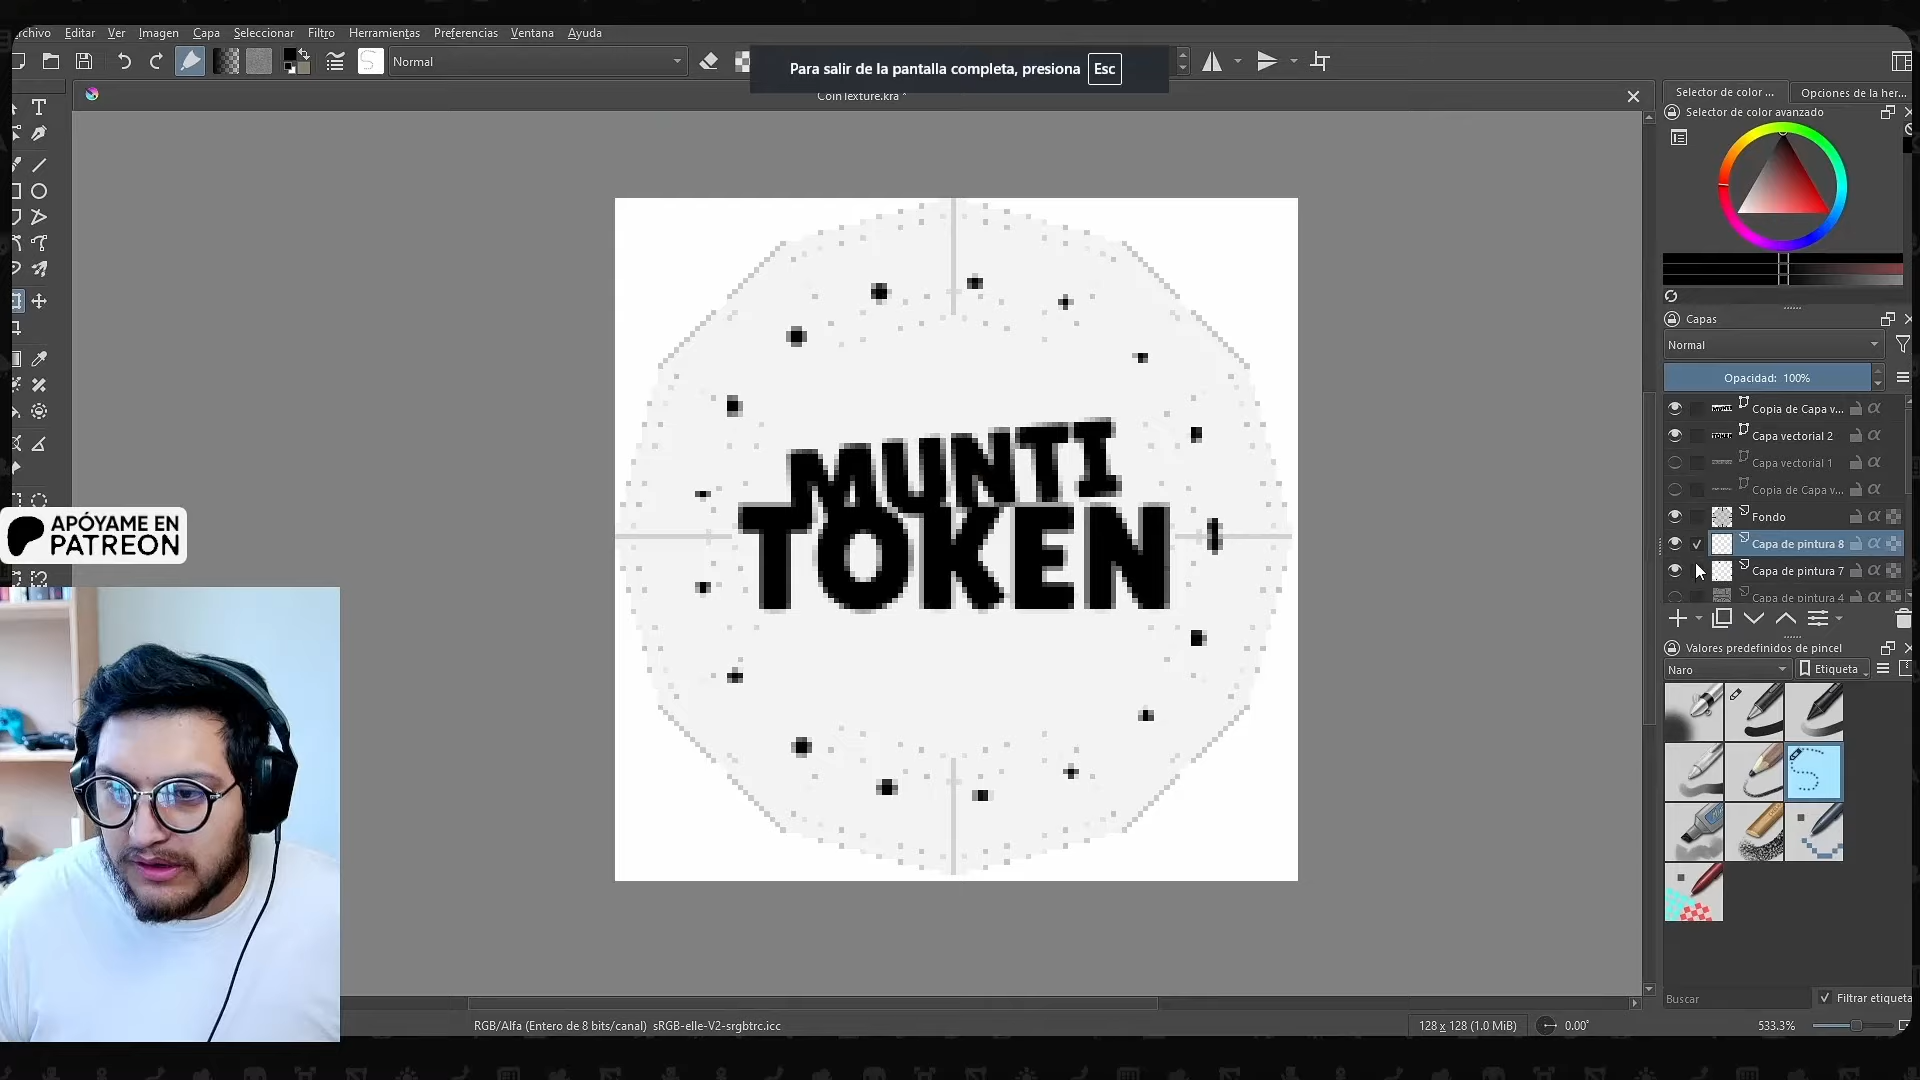 Archivo Editar Ver Imagen Capa Seleccionar Filtro Herramientas Preferencias Ventana Ayuda
Normal
Para salir de la pantalla completa, presiona Esc
CoinTexture.kra *
Selector de color ... Opciones de la her...
Selector de color avanzado
MUNTI
TOKEN
Capas
Normal
Opacidad: 100%
Copia de Capa v...
Capa vectorial 2
Capa vectorial 1
Copia de Capa v...
Fondo
Capa de pintura 8
Capa de pintura 7
Capa de pintura 4
APÓYAME EN
PATREON
Valores predefinidos de pincel
Naro Etiqueta
Buscar Filtrar etiqueta
RGB/Alfa (Entero de 8 bits/canal) sRGB-elle-V2-srgbtrc.icc
128 x 128 (1.0 MiB) 0.00° 533.3%